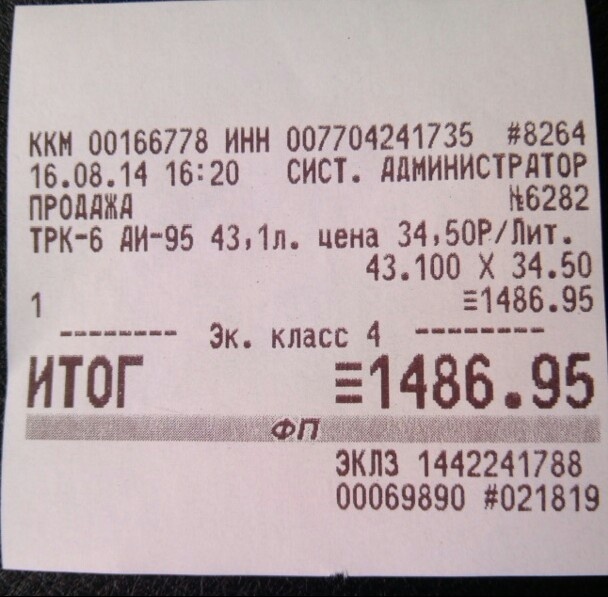 ККМ 00166778 ИНН 007704241735 #8264
16.08.14 16:20 СИСТ. АДМИНИСТРАТОР
ПРОДАЖА №6282
ТРК-6 АИ-95 43,1л. цена 34,50Р/Лит.
43.100 X 34.50
1 ≡1486.95
-------- Эк. класс 4 --------
ИТОГ ≡1486.95
ФП
ЭКЛЗ 1442241788
00069890 #021819